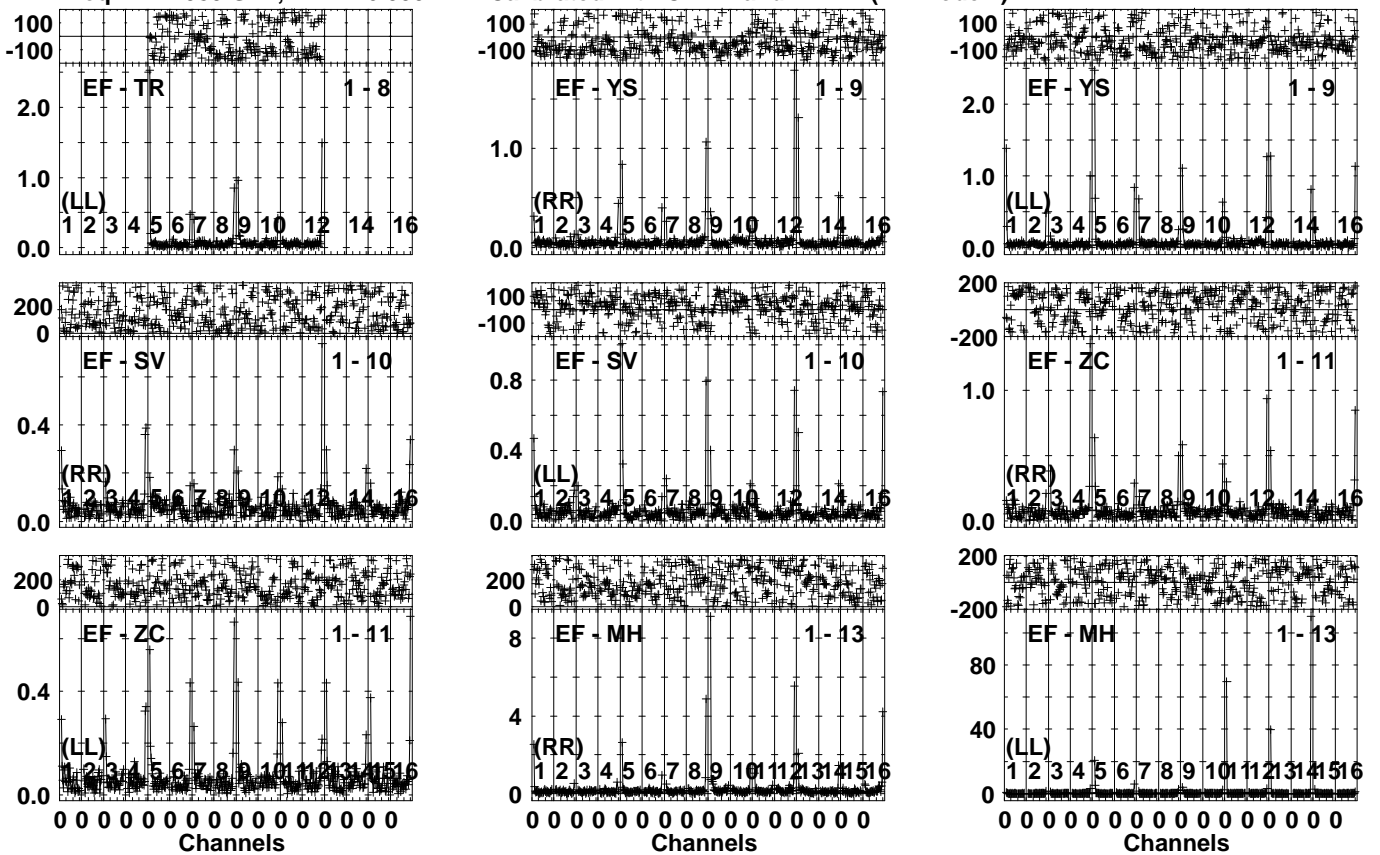 100 100 100
-100 -100 -100
EF - TR 1 - 8 EF - YS 1 - 9 EF - YS 1 - 9
2.0 2.0
1.0 1.0 1.0
(LL) (RR) (LL)
1 2 3 4 5 6 7 8 9 10 12 14 16 1 2 3 4 5 6 7 8 9 10 12 14 16 1 2 3 4 5 6 7 8 9 10 12 14 16
0.0 0.0 0.0
200 100 200
0 -100 -200
EF - SV 1 - 10 EF - SV 1 - 10 EF - ZC 1 - 11
0.8 1.0
0.4 0.4
(RR) (LL) (RR)
1 2 3 4 5 6 7 8 9 10 12 14 16 1 2 3 4 5 6 7 8 9 10 12 14 16 1 2 3 4 5 6 7 8 9 10 12 14 16
0.0 0.0 0.0
200 200 200
0 0 -200
EF - ZC 1 - 11 EF - MH 1 - 13 EF - MH 1 - 13
8 80
0.4 4 40
(LL) (RR) (LL)
1 2 3 4 5 6 7 8 9 10 11 12 13 14 15 16 1 2 3 4 5 6 7 8 9 10 11 12 13 14 15 16 1 2 3 4 5 6 7 8 9 10 11 12 13 14 15 16
0.0 0 0
0 0 0 0 0 0 0 0 0 0 0 0 0 0 0 0 0 0 0 0 0 0 0 0 0 0 0 0 0 0 0 0 0 0 0 0 0 0 0 0 0 0 0 0 0 0 0 0
Channels Channels Channels